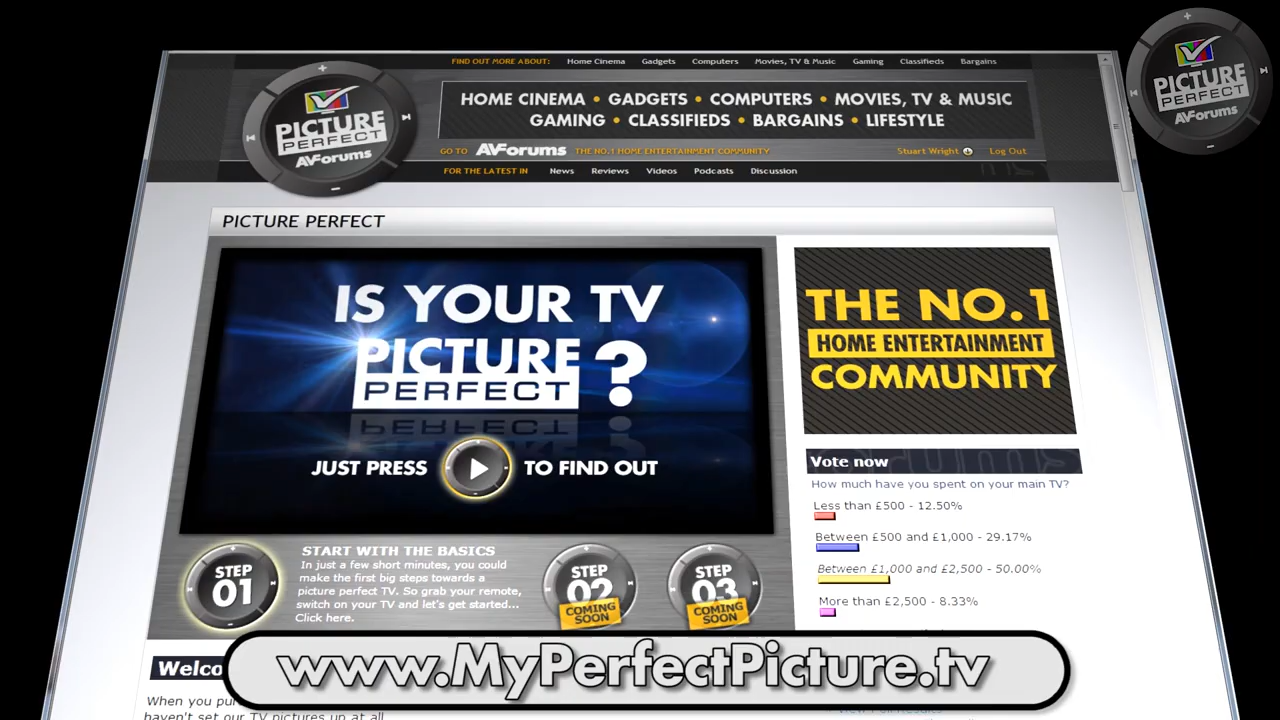 FIND OUT MORE ABOUT: Home Cinema Gadgets Computers Movies, TV & Music Gaming Classifieds Bargains
PICTURE
PERFECT
AVForums
HOME CINEMA • GADGETS • COMPUTERS • MOVIES, TV & MUSIC
GAMING • CLASSIFIEDS • BARGAINS • LIFESTYLE
GO TO AVForums THE NO.1 HOME ENTERTAINMENT COMMUNITY
Stuart Wright Log Out
FOR THE LATEST IN News Reviews Videos Podcasts Discussion
PICTURE
PERFECT
AVForums
PICTURE PERFECT
IS YOUR TV
PICTURE
PERFECT
?
JUST PRESS TO FIND OUT
THE NO.1
HOME ENTERTAINMENT
COMMUNITY
Vote now
How much have you spent on your main TV?
Less than £500 - 12.50%
Between £500 and £1,000 - 29.17%
Between £1,000 and £2,500 - 50.00%
More than £2,500 - 8.33%
STEP
01
START WITH THE BASICS
In just a few short minutes, you could
make the first big steps towards a
picture perfect TV. So grab your remote,
switch on your TV and let's get started...
Click here.
STEP
02
COMING
SOON
STEP
03
COMING
SOON
www.MyPerfectPicture.tv
When you
haven't set our TV pictures up at all